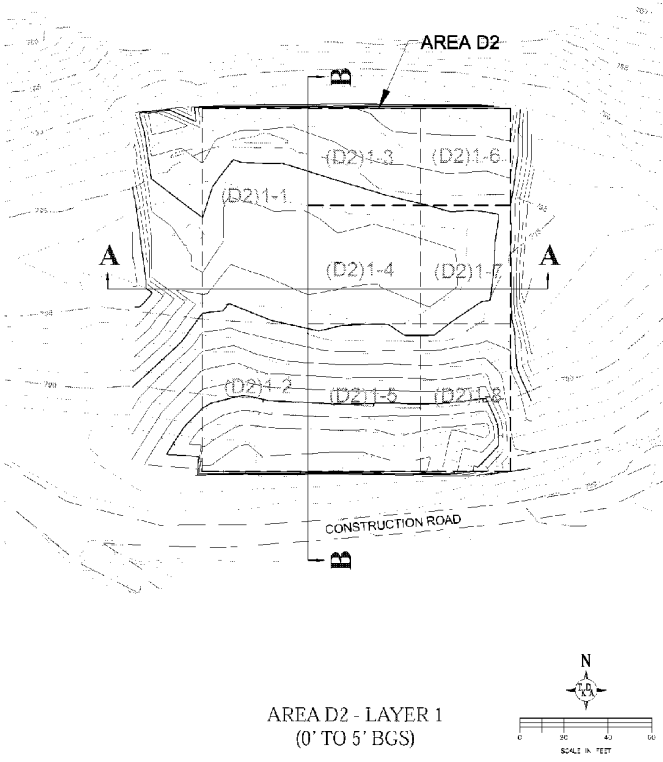 AREA D2
B
(D2)1-3
(D2)1-6
(D2)1-1
A
A
(D2)1-4
(D2)1-7
(D2)1-2
(D2)1-5
(D2)1-8
790
CONSTRUCTION ROAD
B
N
AREA D2 - LAYER 1
(0' TO 5' BGS)
0
40
60
SCALE IN FEET